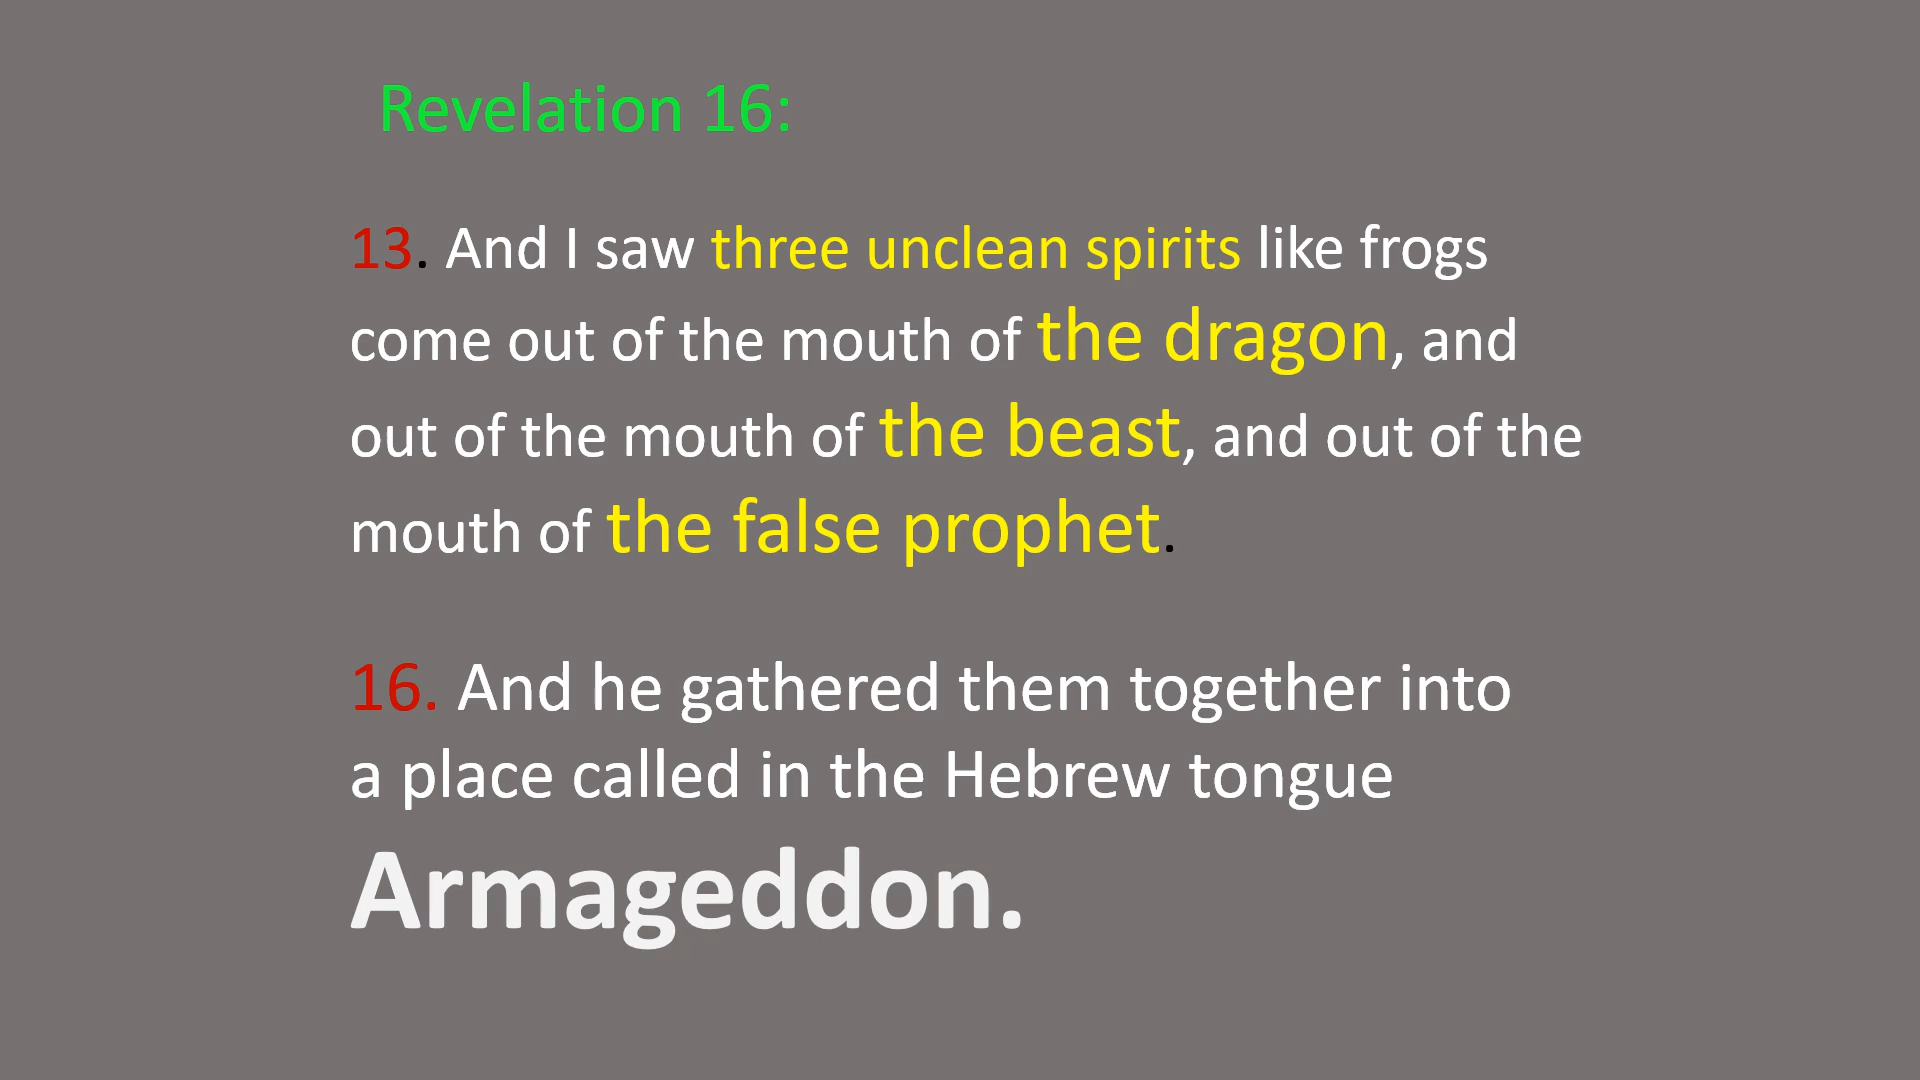 Revelation 16:
13. And I saw three unclean spirits like frogs
come out of the mouth of the dragon, and
out of the mouth of the beast, and out of the
mouth of the false prophet.
16. And he gathered them together into
a place called in the Hebrew tongue
Armageddon.